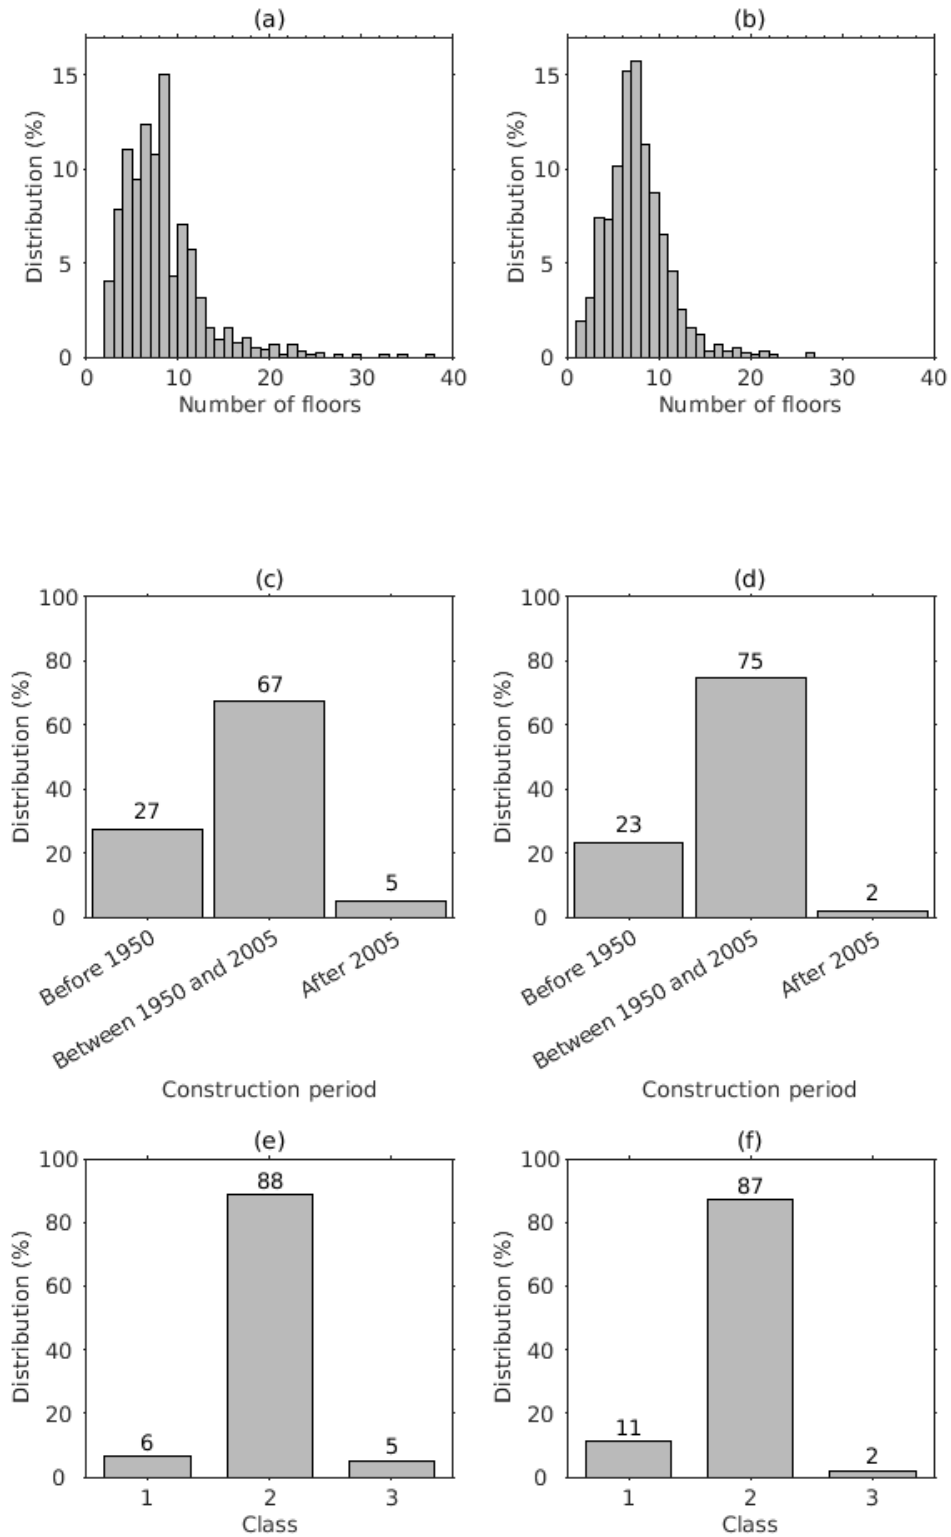 (a)
Distribution (%)
15
10
5
0
0 10 20 30 40
Number of floors
(b)
Distribution (%)
15
10
5
0
0 10 20 30 40
Number of floors
(c)
Distribution (%)
100
80
60
40
20
0
27
67
5
Before 1950
Between 1950 and 2005
After 2005
Construction period
(d)
Distribution (%)
100
80
60
40
20
0
23
75
2
Before 1950
Between 1950 and 2005
After 2005
Construction period
(e)
Distribution (%)
100
80
60
40
20
0
6
88
5
1 2 3
Class
(f)
Distribution (%)
100
80
60
40
20
0
11
87
2
1 2 3
Class